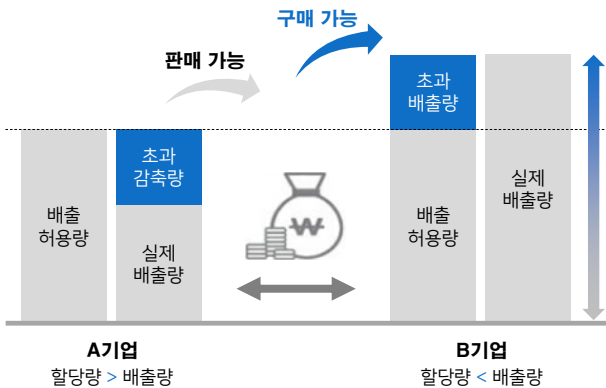 구매 가능
판매 가능
초과
배출량
초과
감축량
배출
허용량
실제
배출량
₩
배출
허용량
실제
배출량
A기업
할당량 > 배출량
B기업
할당량 < 배출량